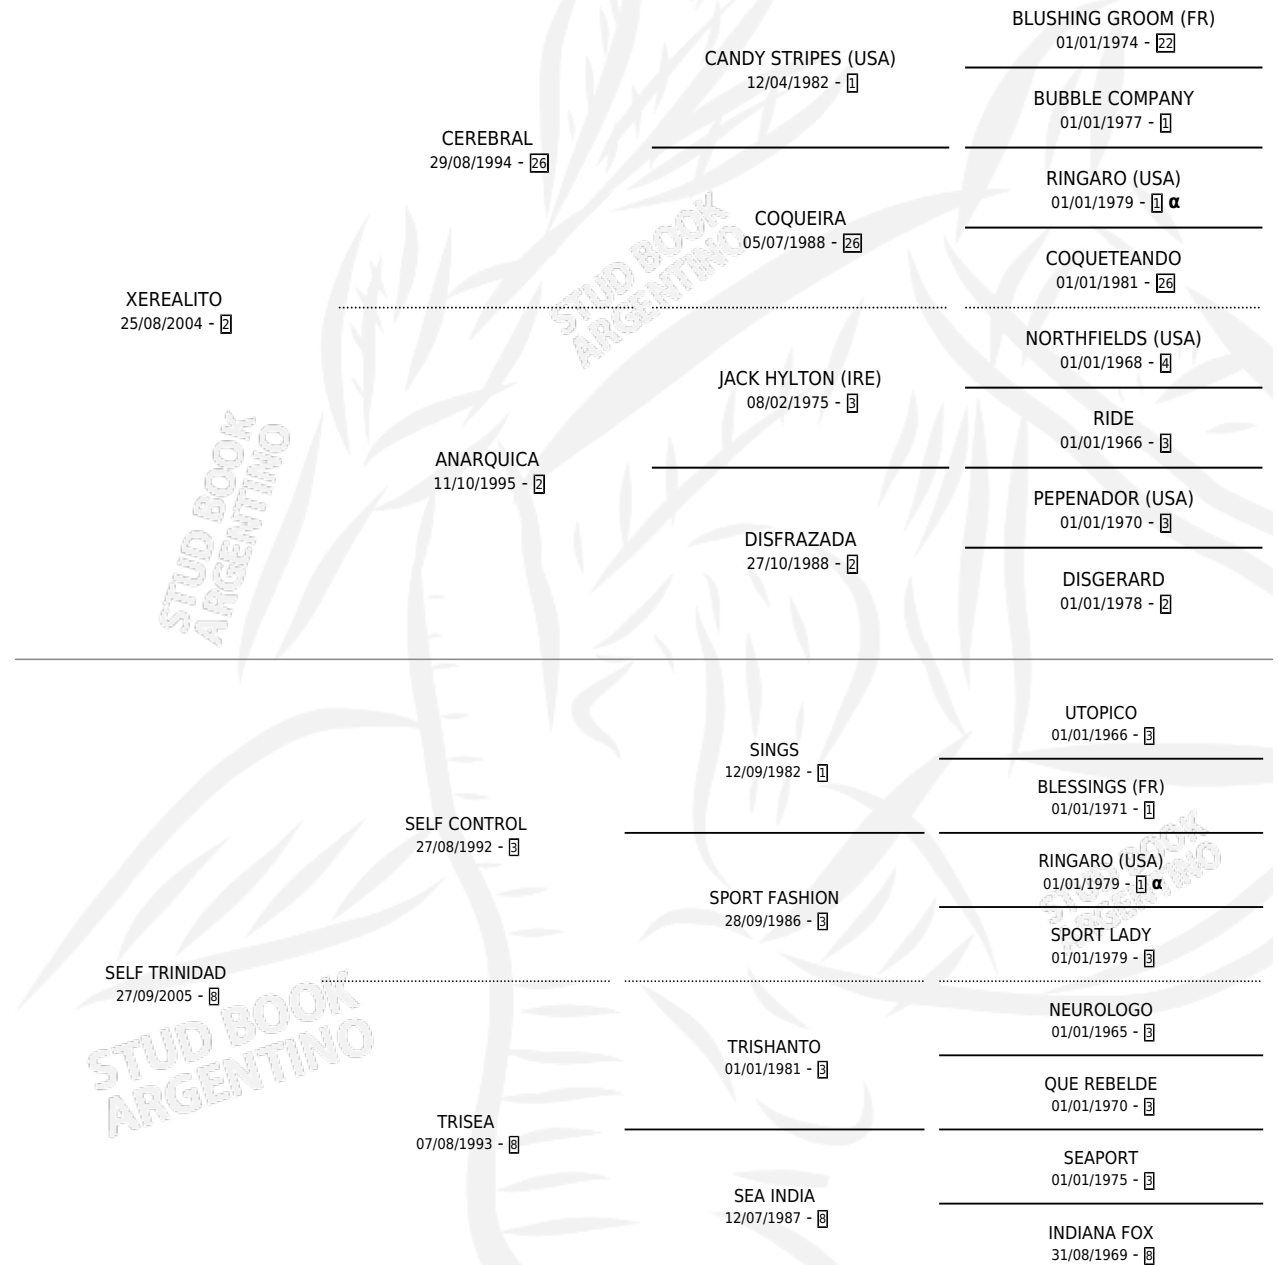 BLUSHING GROOM (FR)
01/01/1974 - 22
CANDY STRIPES (USA)
12/04/1982 - 1
BUBBLE COMPANY
01/01/1977 - 1
CEREBRAL
29/08/1994 - 26
RINGARO (USA)
01/01/1979 - 1 α
COQUEIRA
05/07/1988 - 26
COQUETEANDO
01/01/1981 - 26
XEREALITO
25/08/2004 - 2
NORTHFIELDS (USA)
01/01/1968 - 4
JACK HYLTON (IRE)
08/02/1975 - 3
RIDE
01/01/1966 - 3
ANARQUICA
11/10/1995 - 2
PEPENADOR (USA)
01/01/1970 - 3
DISFRAZADA
27/10/1988 - 2
DISGERARD
01/01/1978 - 2
UTOPICO
01/01/1966 - 3
SINGS
12/09/1982 - 1
BLESSINGS (FR)
01/01/1971 - 1
SELF CONTROL
27/08/1992 - 3
RINGARO (USA)
01/01/1979 - 1 α
SPORT FASHION
28/09/1986 - 3
SPORT LADY
01/01/1979 - 3
SELF TRINIDAD
27/09/2005 - 8
NEUROLOGO
01/01/1965 - 3
TRISHANTO
01/01/1981 - 3
QUE REBELDE
01/01/1970 - 3
TRISEA
07/08/1993 - 8
SEAPORT
01/01/1975 - 3
SEA INDIA
12/07/1987 - 8
INDIANA FOX
31/08/1969 - 8
STUD BOOK
ARGENTINO
STUD BOOK
ARGENTINO
STUD BOOK
ARGENTINO
STUD BOOK
ARGENTINO